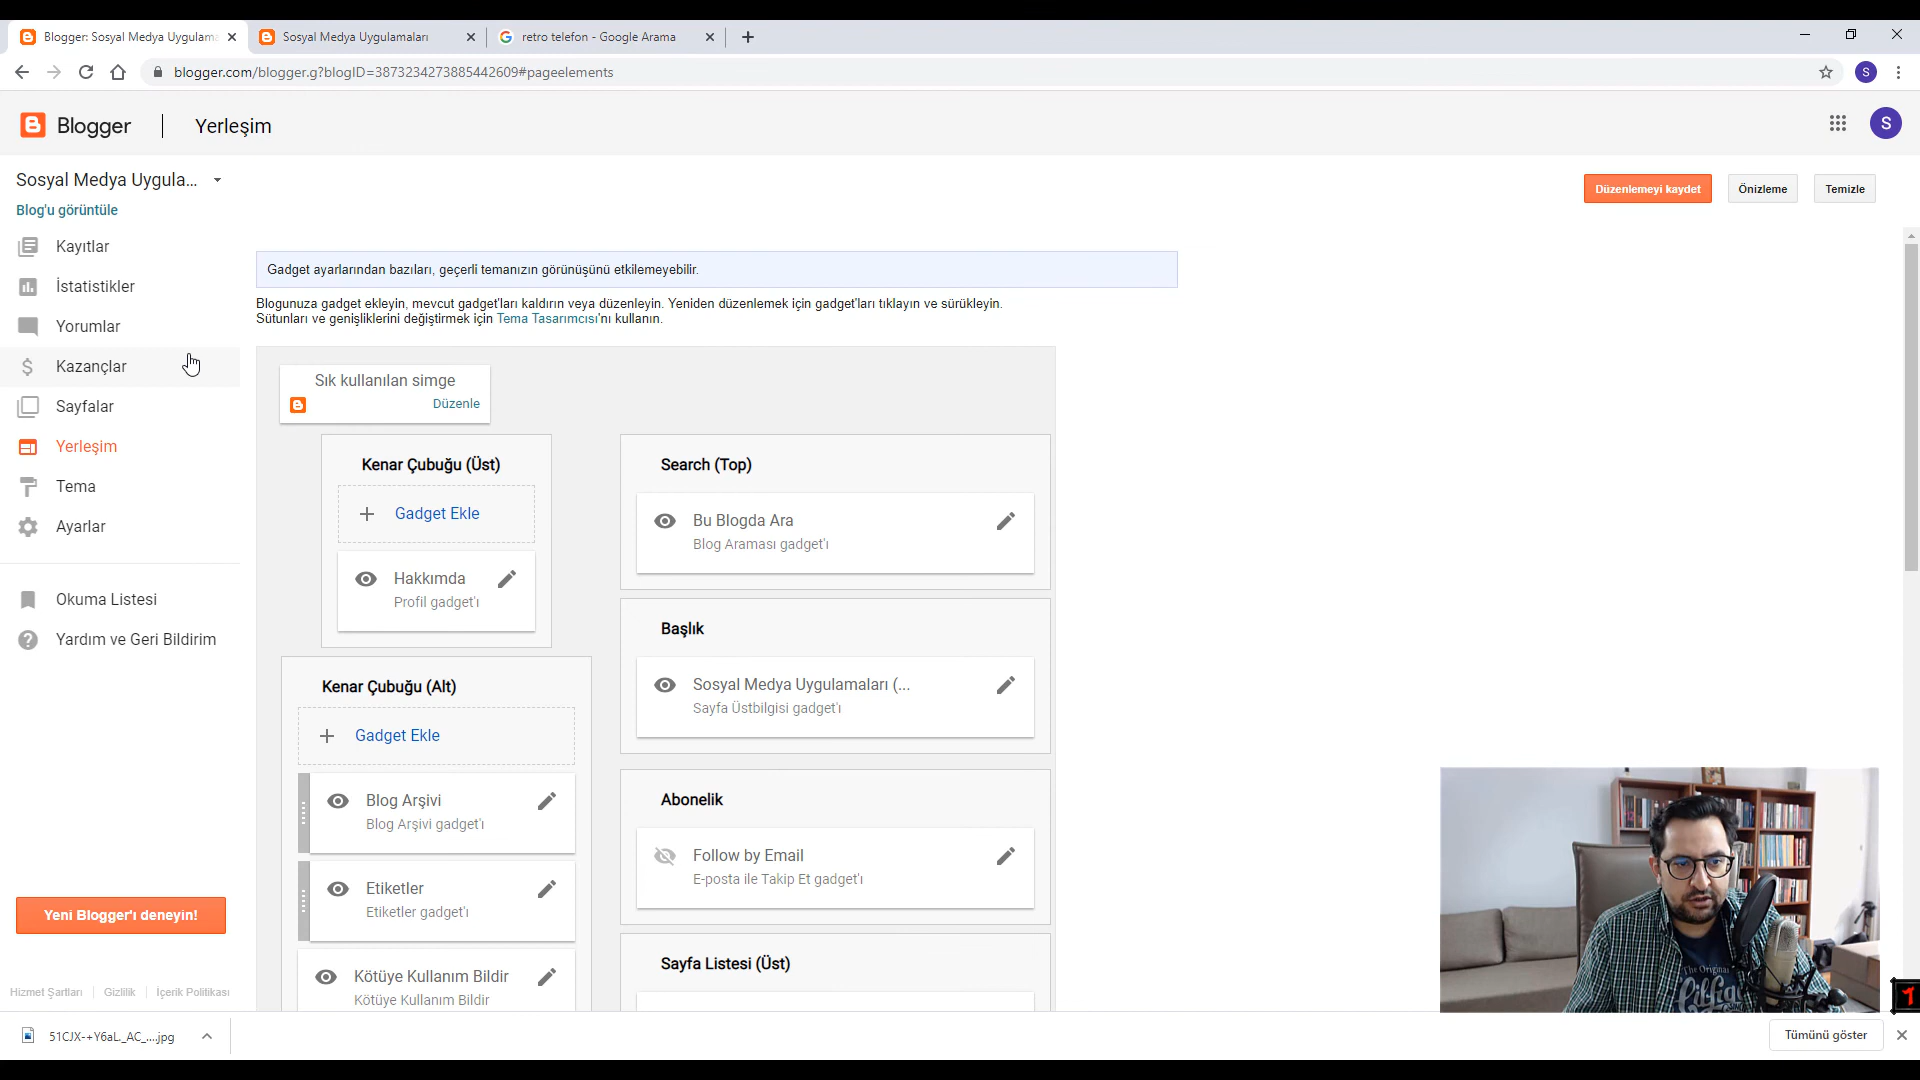 Blogger: Sosyal Medya Uygulama
Sosyal Medya Uygulamaları
retro telefon - Google Arama
blogger.com/blogger.g?blogID=3873234273885442609#pageelements
S
Blogger
Yerleşim
S
Sosyal Medya Uygula...
Blog'u görüntüle
Düzenlemeyi kaydet
Önizleme
Temizle
Kayıtlar
İstatistikler
Yorumlar
Kazançlar
Sayfalar
Yerleşim
Tema
Ayarlar
Okuma Listesi
Yardım ve Geri Bildirim
Yeni Blogger'ı deneyin!
Hizmet Şartları
Gizlilik
İçerik Politikası
Gadget ayarlarından bazıları, geçerli temanızın görünüşünü etkilemeyebilir.
Blogunuza gadget ekleyin, mevcut gadget'ları kaldırın veya düzenleyin. Yeniden düzenlemek için gadget'ları tıklayın ve sürükleyin.
Sütunları ve genişliklerini değiştirmek için Tema Tasarımcısı'nı kullanın.
Sık kullanılan simge
Düzenle
Kenar Çubuğu (Üst)
Gadget Ekle
Hakkımda
Profil gadget'ı
Kenar Çubuğu (Alt)
Gadget Ekle
Blog Arşivi
Blog Arşivi gadget'ı
Etiketler
Etiketler gadget'ı
Kötüye Kullanım Bildir
Kötüye Kullanım Bildir
Search (Top)
Bu Blogda Ara
Blog Araması gadget'ı
Başlık
Sosyal Medya Uygulamaları (...
Sayfa Üstbilgisi gadget'ı
Abonelik
Follow by Email
E-posta ile Takip Et gadget'ı
Sayfa Listesi (Üst)
The Original
51CJX-+Y6aL._AC_....jpg
Tümünü göster